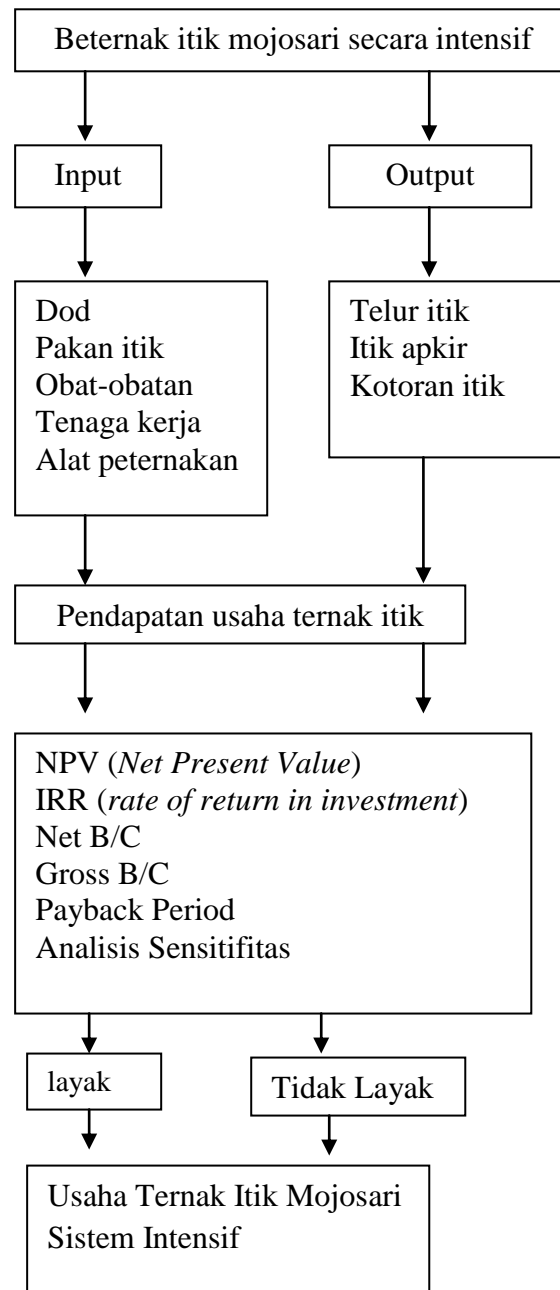 Beternak itik mojosari secara intensif
Input
Output
Dod
Pakan itik
Obat-obatan
Tenaga kerja
Alat peternakan
Telur itik
Itik apkir
Kotoran itik
Pendapatan usaha ternak itik
NPV (Net Present Value)
IRR (rate of return in investment)
Net B/C
Gross B/C
Payback Period
Analisis Sensitifitas
layak
Tidak Layak
Usaha Ternak Itik Mojosari
Sistem Intensif